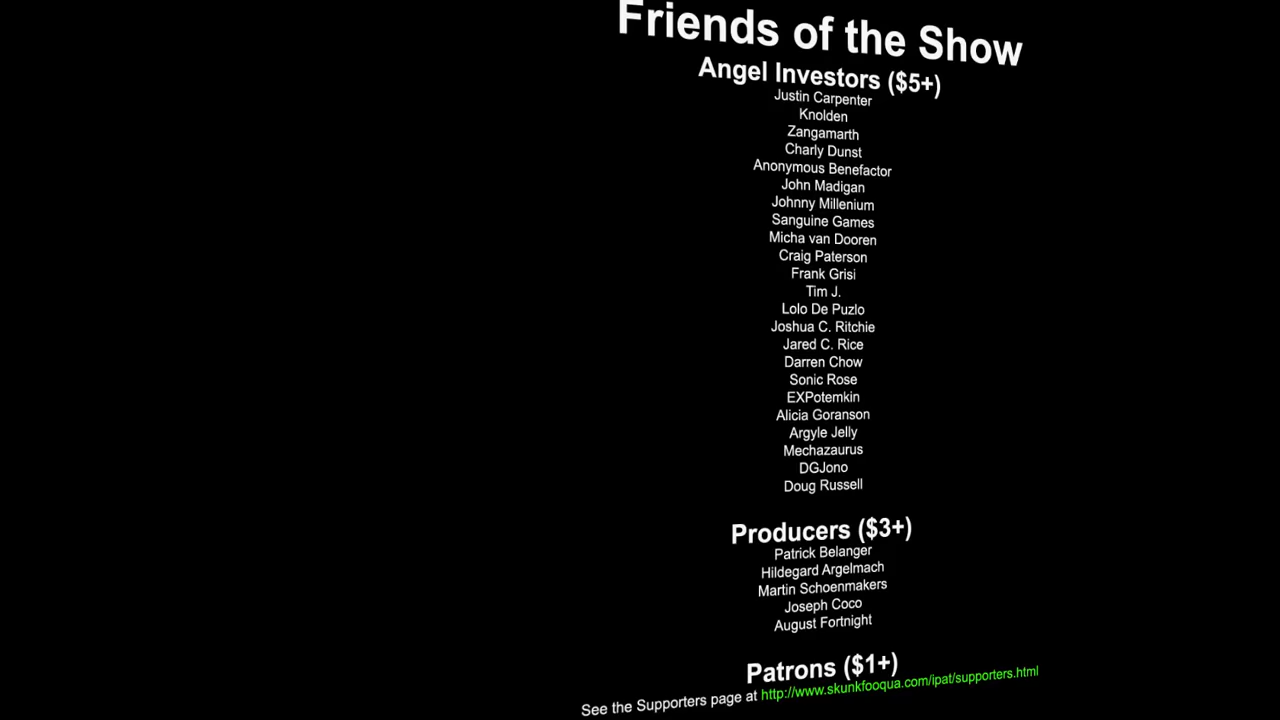 Friends of the Show
Angel Investors ($5+)
Justin Carpenter
Knolden
Zangamarth
Charly Dunst
Anonymous Benefactor
John Madigan
Johnny Millenium
Sanguine Games
Micha van Dooren
Craig Paterson
Frank Grisi
Tim J.
Lolo De Puzlo
Joshua C. Ritchie
Jared C. Rice
Darren Chow
Sonic Rose
EXPotemkin
Alicia Goranson
Argyle Jelly
Mechazaurus
DGJono
Doug Russell
Producers ($3+)
Patrick Belanger
Hildegard Argelmach
Martin Schoenmakers
Joseph Coco
August Fortnight
Patrons ($1+)
See the Supporters page at http://www.skunkfooqua.com/ipat/supporters.html